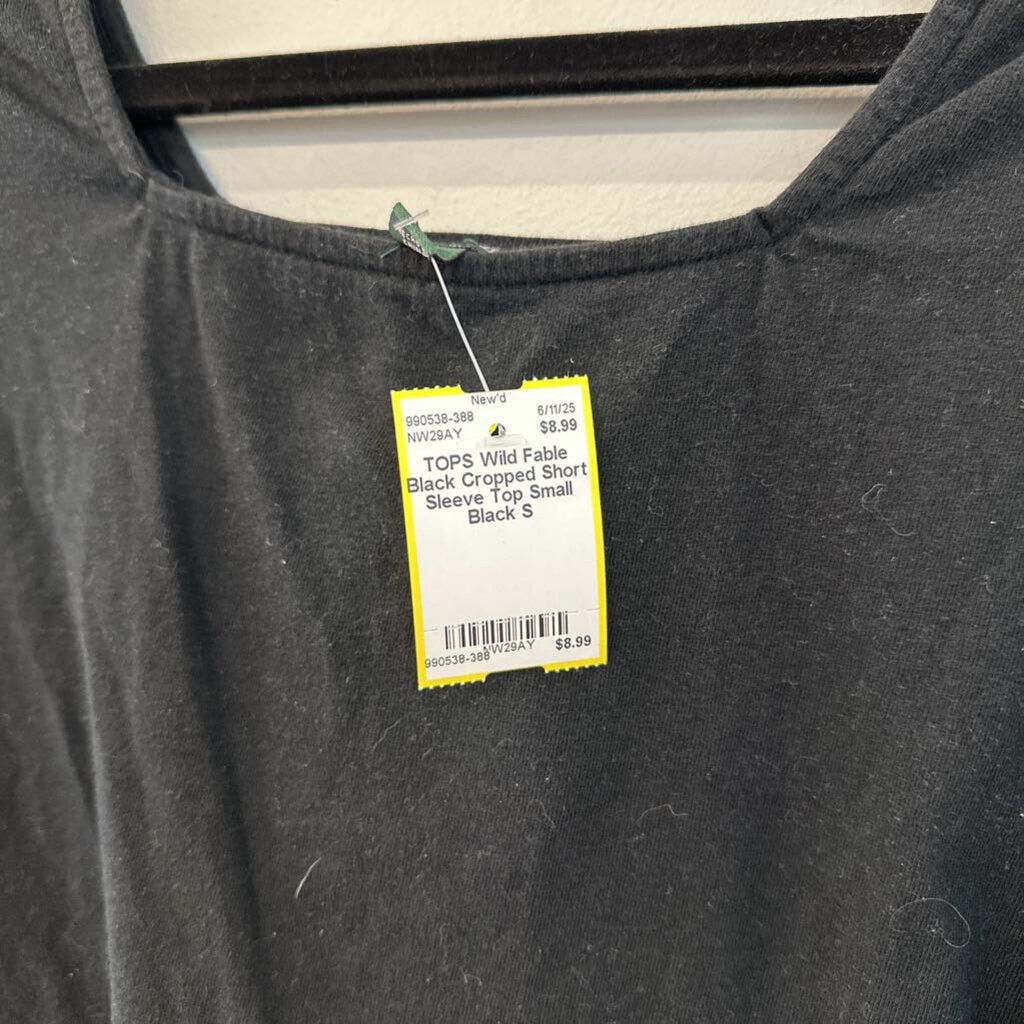 New'd
990538-388 6/11/25
NW29AY $8.99
TOPS Wild Fable
Black Cropped Short
Sleeve Top Small
Black S
NW29AY $8.99
990538-388